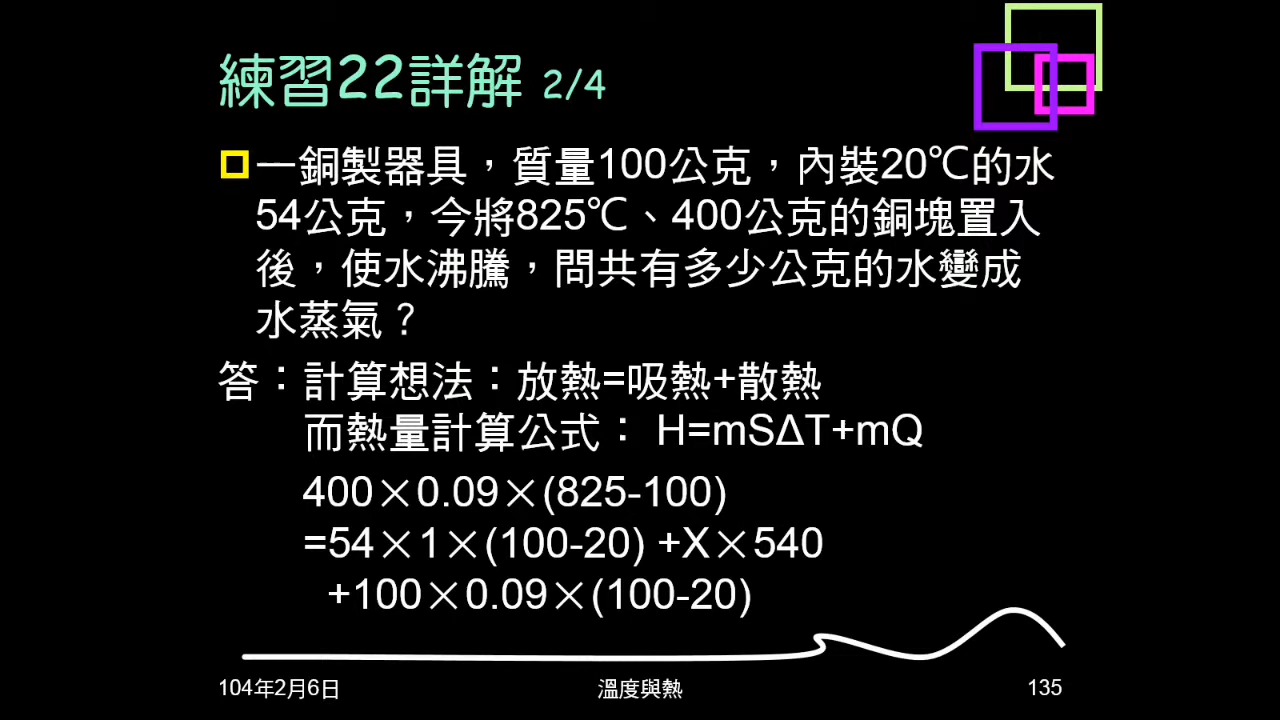 練習22詳解 2/4
一銅製器具，質量100公克，內裝20℃的水
54公克，今將825℃、400公克的銅塊置入
後，使水沸騰，問共有多少公克的水變成
水蒸氣？
答：計算想法：放熱=吸熱+散熱
而熱量計算公式： H=mSΔT+mQ
400×0.09×(825-100)
=54×1×(100-20) +X×540
+100×0.09×(100-20)
104年2月6日
溫度與熱
135